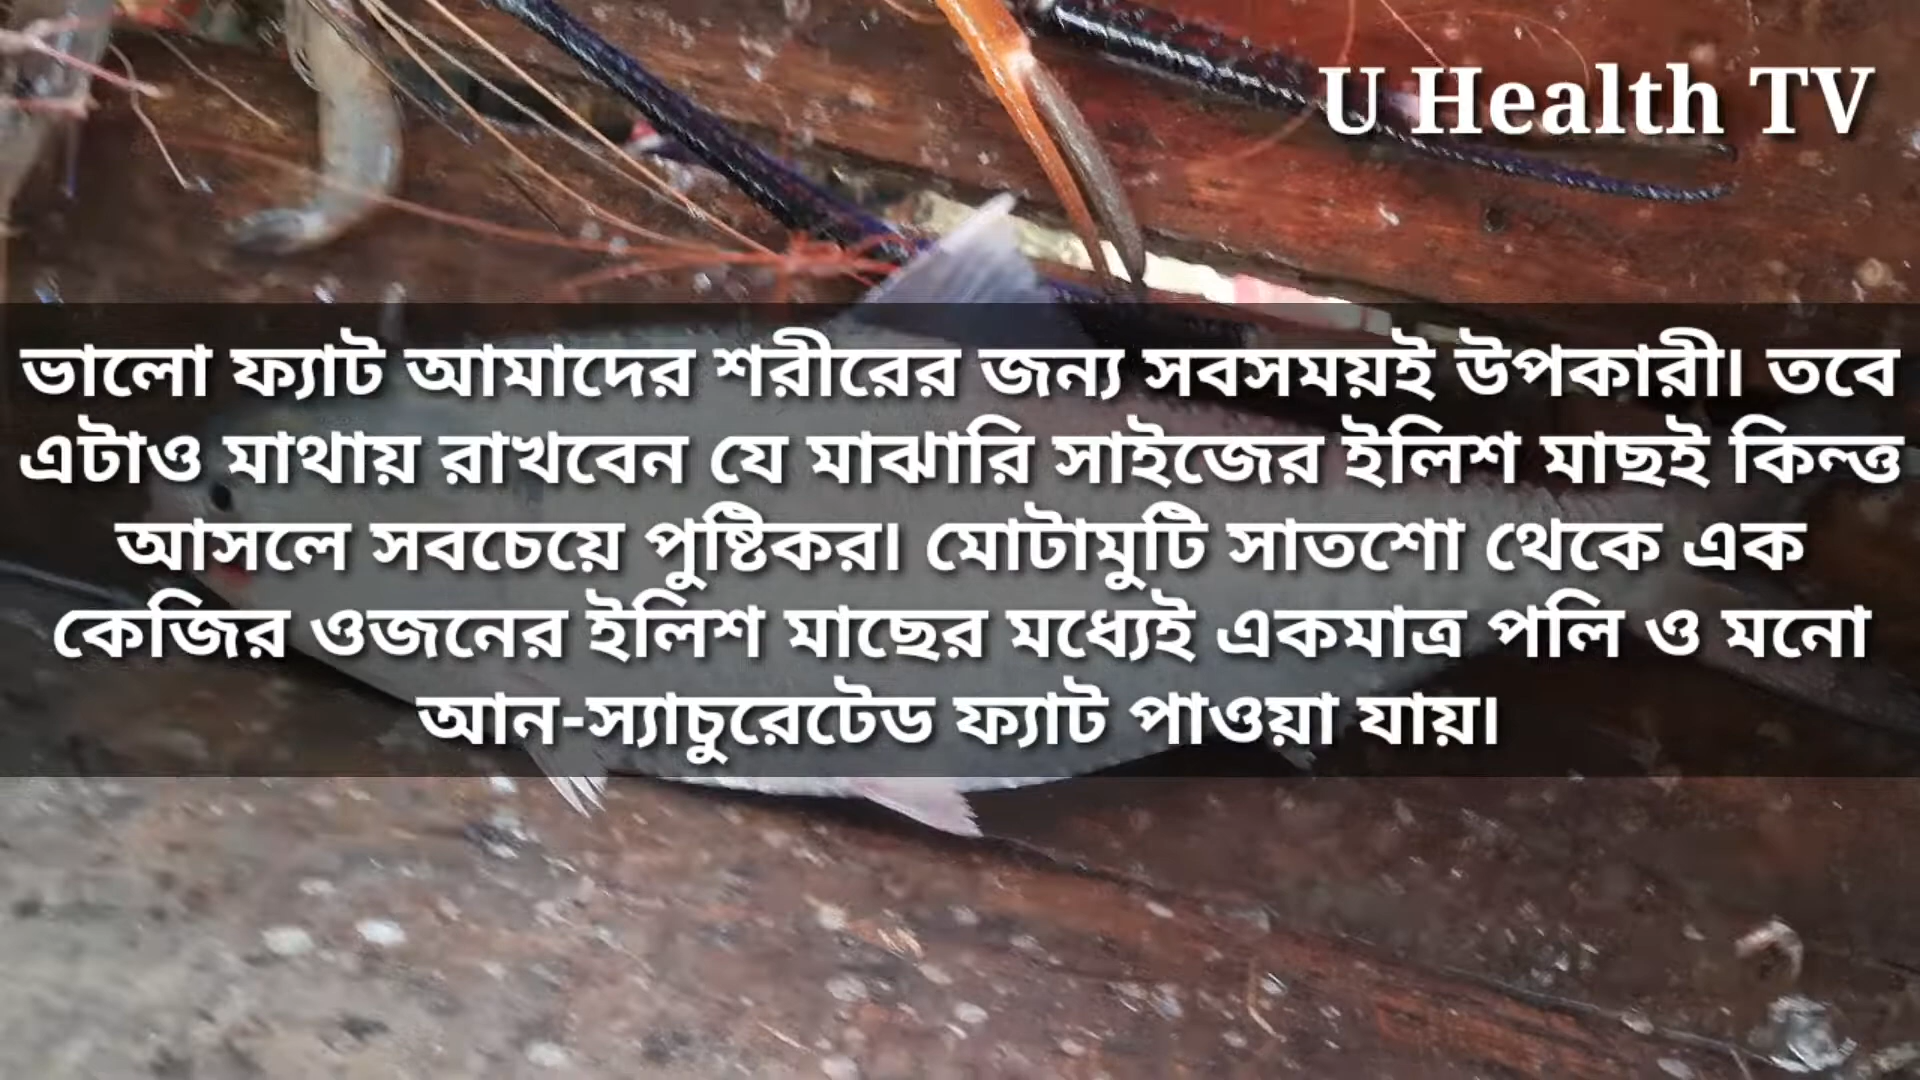 U Health TV
ভালো ফ্যাট আমাদের শরীরের জন্য সবসময়ই উপকারী। তবে
এটাও মাথায় রাখবেন যে মাঝারি সাইজের ইলিশ মাছই কিন্তু
আসলে সবচেয়ে পুষ্টিকর। মোটামুটি সাতশো থেকে এক
কেজির ওজনের ইলিশ মাছের মধ্যেই একমাত্র পলি ও মনো
আন-স্যাচুরেটেড ফ্যাট পাওয়া যায়।